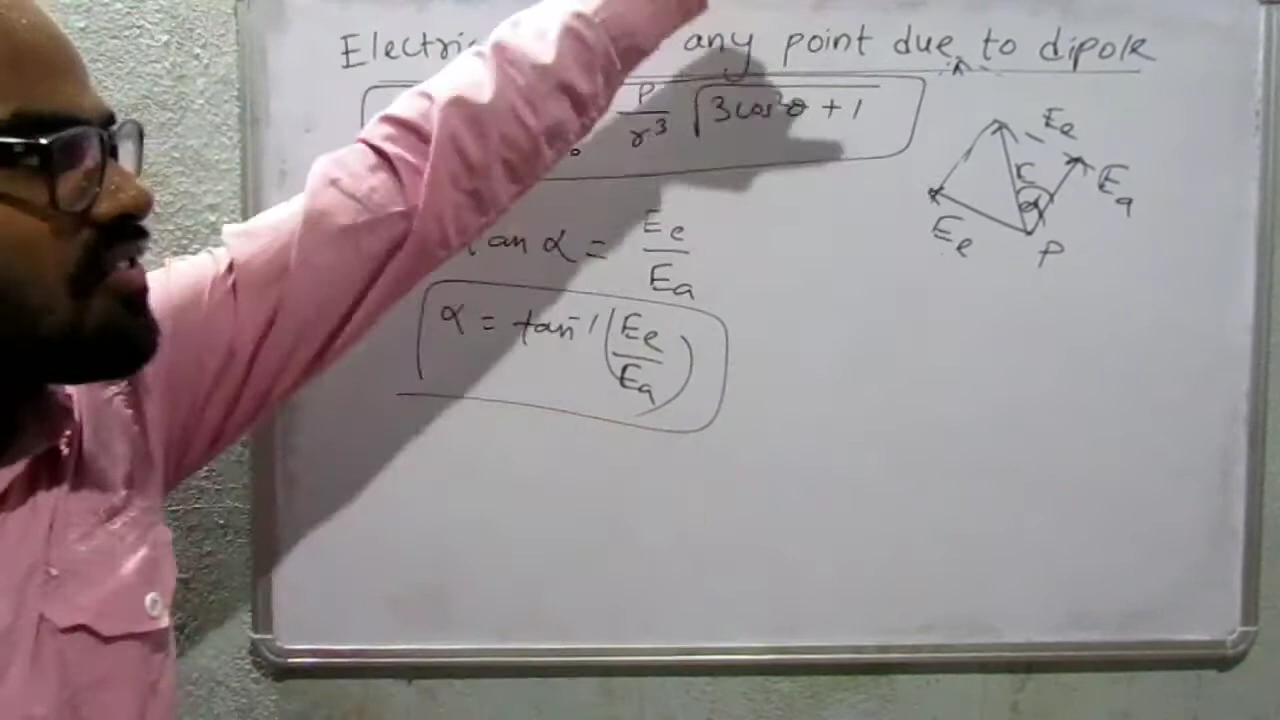 Electric any point due to dipole
P/r³ √3cos²θ + 1
tan α = Ee/Ea
α = tan⁻¹(Ee/Ea)
Ee
E
Ea
α
Ee
P